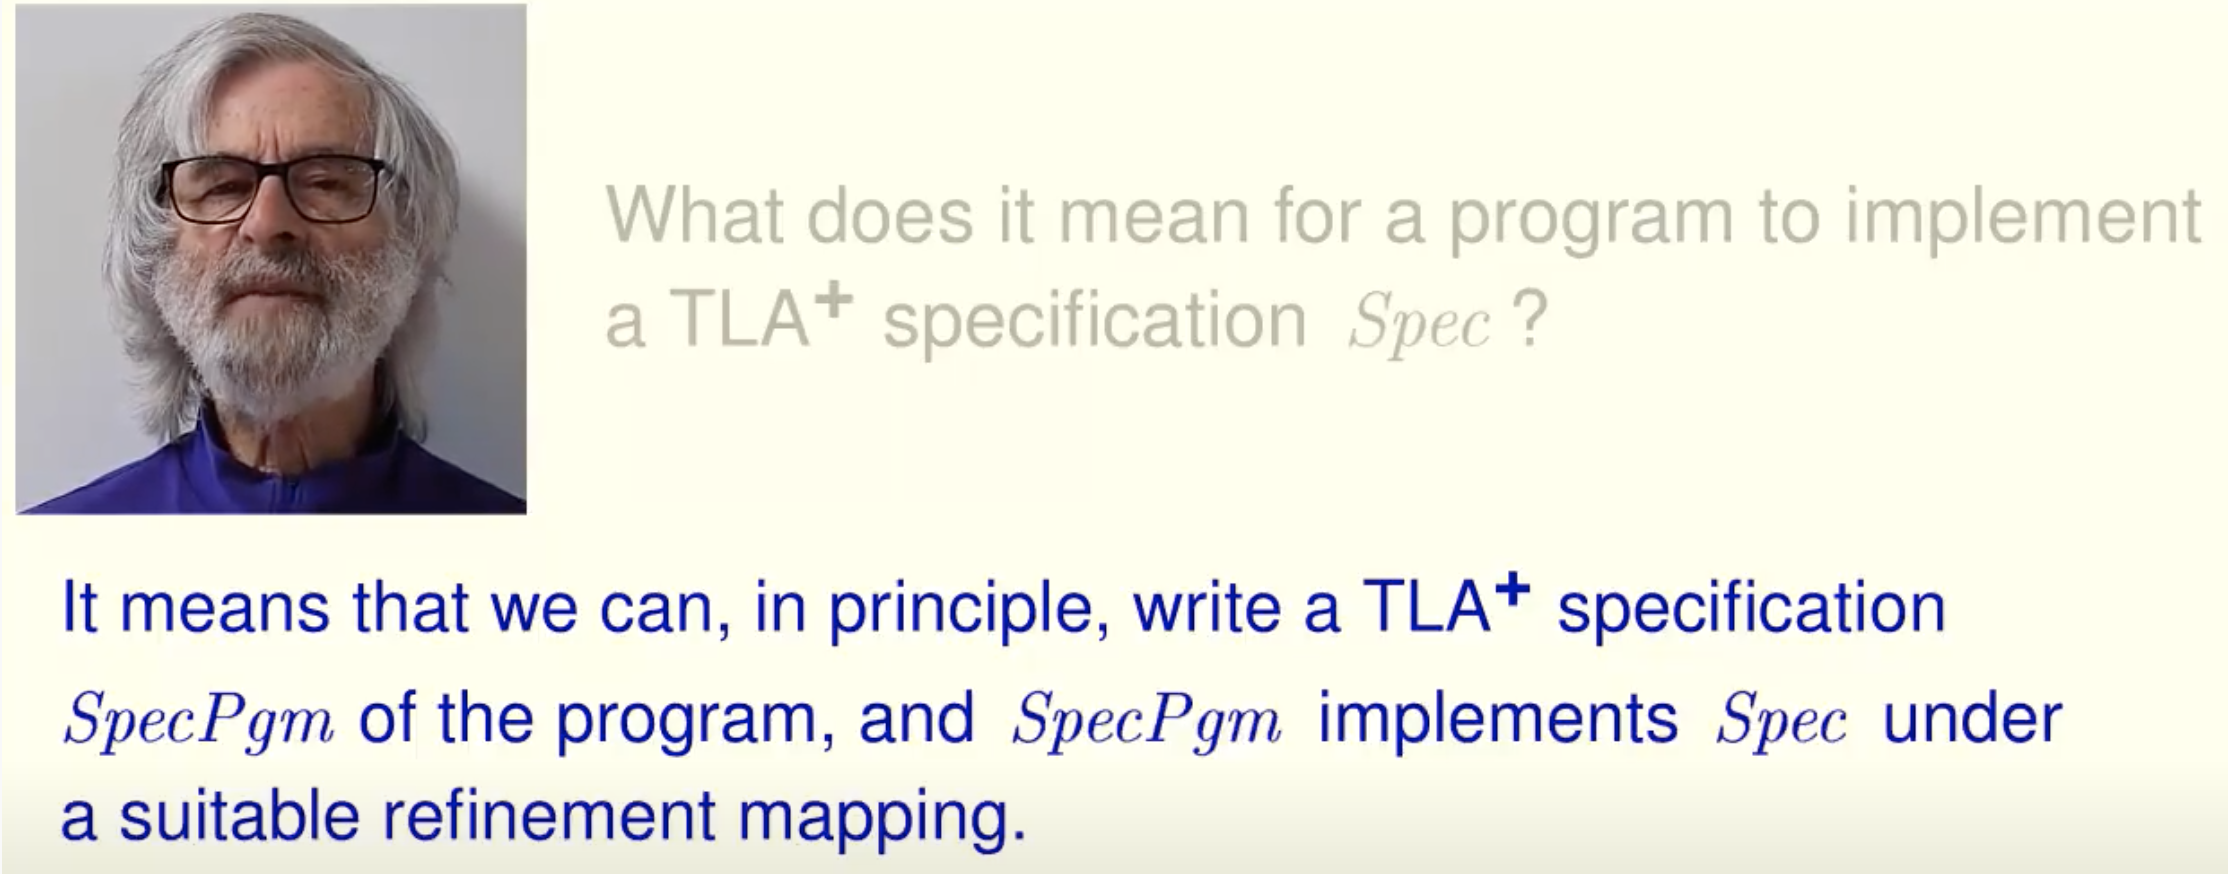 What does it mean for a program to implement
a TLA+ specification Spec ?
It means that we can, in principle, write a TLA+ specification
SpecPgm of the program, and SpecPgm implements Spec under
a suitable refinement mapping.